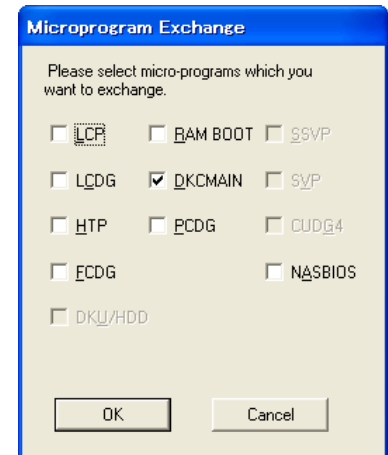 Microprogram Exchange
Please select micro-programs which you
want to exchange.
LCP RAM BOOT SSVP
LCDG DKCMAIN SVP
HTP PCDG CUDG4
FCDG NASBIOS
DKU/HDD
OK Cancel